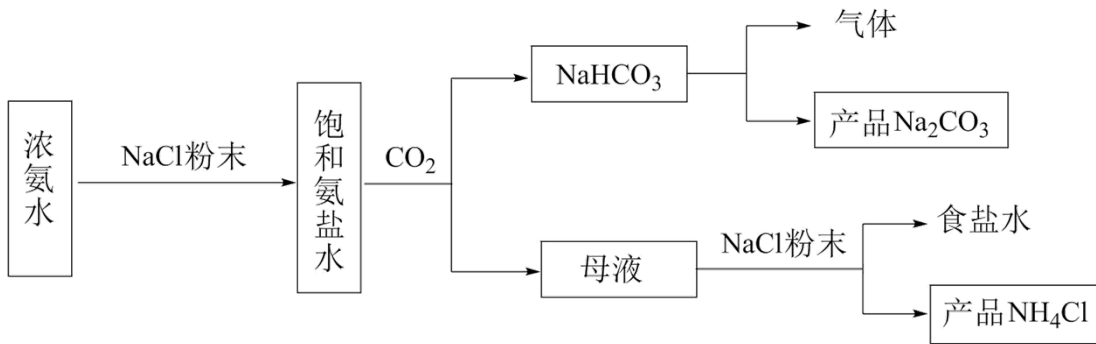 浓氨水
NaCl粉末
饱和氨盐水
CO₂
NaHCO₃
气体
产品Na₂CO₃
母液
NaCl粉末
食盐水
产品NH₄Cl